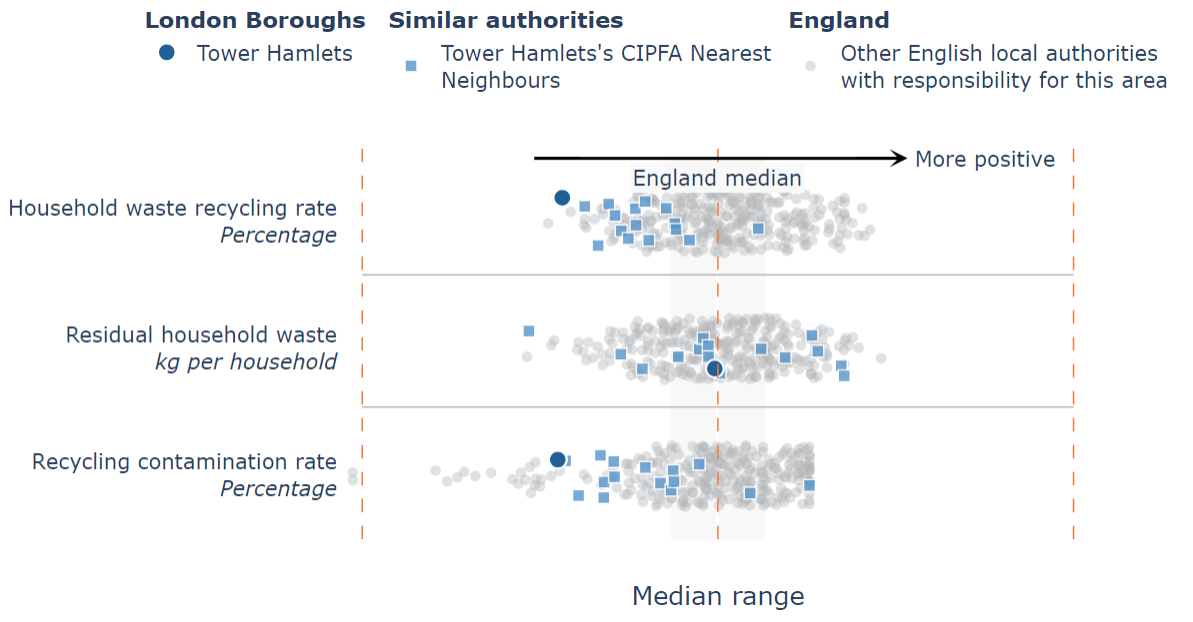 London Boroughs
Tower Hamlets
Similar authorities
Tower Hamlets's CIPFA Nearest
Neighbours
England
Other English local authorities
with responsibility for this area
More positive
England median
Household waste recycling rate
Percentage
Residual household waste
kg per household
Recycling contamination rate
Percentage
Median range